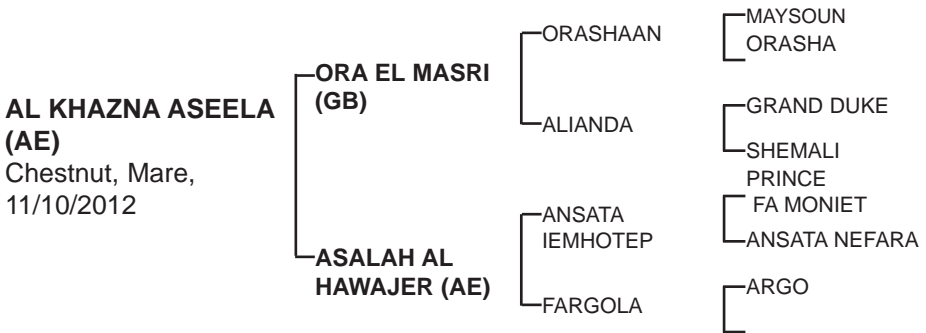 AL KHAZNA ASEELA
(AE)
Chestnut, Mare,
11/10/2012
ORA EL MASRI
(GB)
ASALAH AL
HAWAJER (AE)
ORASHAAN
ALIANDA
ANSATA
IEMHOTEP
FARGOLA
MAYSOUN
ORASHA
GRAND DUKE
SHEMALI
PRINCE
FA MONIET
ANSATA NEFARA
ARGO